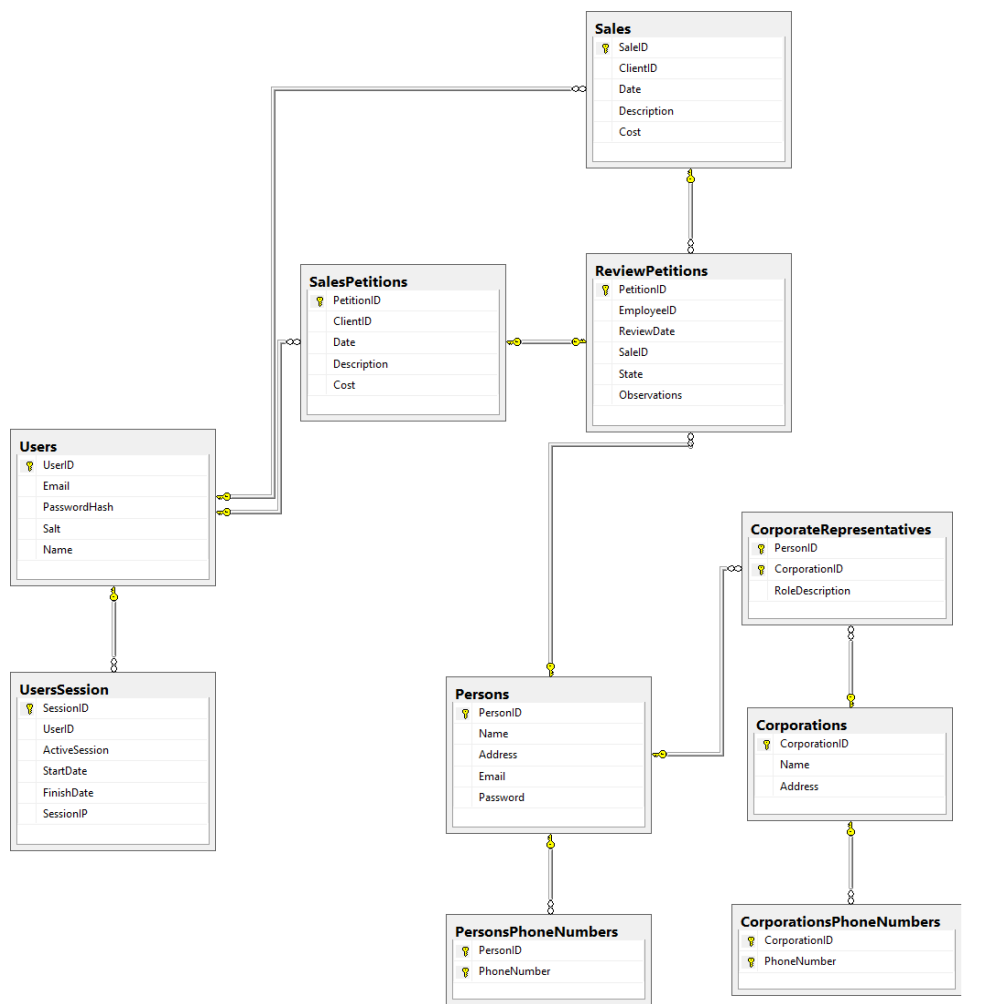 Sales
SaleID
ClientID
Date
Description
Cost
SalesPetitions
PetitionID
ClientID
Date
Description
Cost
ReviewPetitions
PetitionID
EmployeeID
ReviewDate
SaleID
State
Observations
Users
UserID
Email
PasswordHash
Salt
Name
CorporateRepresentatives
PersonID
CorporationID
RoleDescription
UsersSession
SessionID
UserID
ActiveSession
StartDate
FinishDate
SessionIP
Persons
PersonID
Name
Address
Email
Password
Corporations
CorporationID
Name
Address
PersonsPhoneNumbers
PersonID
PhoneNumber
CorporationsPhoneNumbers
CorporationID
PhoneNumber